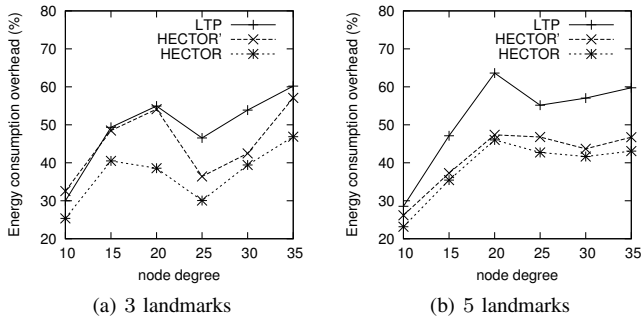 Energy consumption overhead (%)
80
70
60
50
40
30
20
LTP
HECTOR'
HECTOR
10 15 20 25 30 35
node degree
(a) 3 landmarks
Energy consumption overhead (%)
80
70
60
50
40
30
20
LTP
HECTOR'
HECTOR
10 15 20 25 30 35
node degree
(b) 5 landmarks